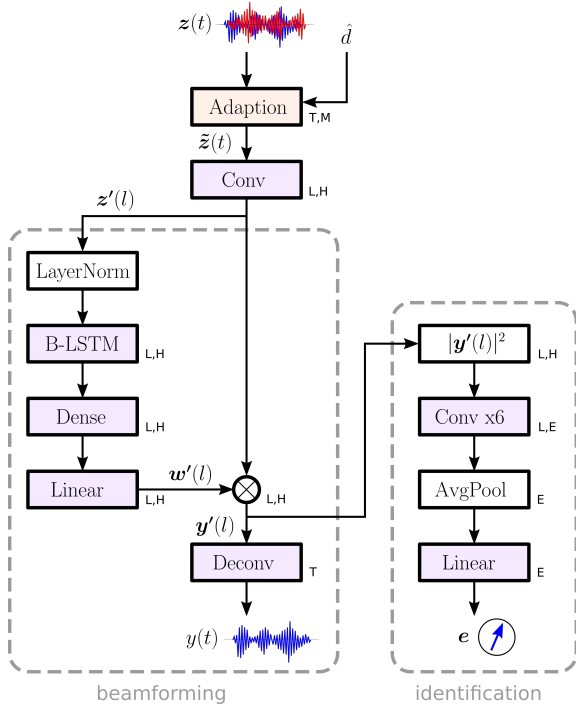 z(t)
d̂
Adaption
T,M
z̃(t)
Conv
L,H
z′(l)
LayerNorm
B-LSTM
L,H
Dense
L,H
Linear
L,H
w′(l)
L,H
y′(l)
Deconv
T
y(t)
beamforming
|y′(l)|²
L,H
Conv x6
L,E
AvgPool
E
Linear
E
e
identification